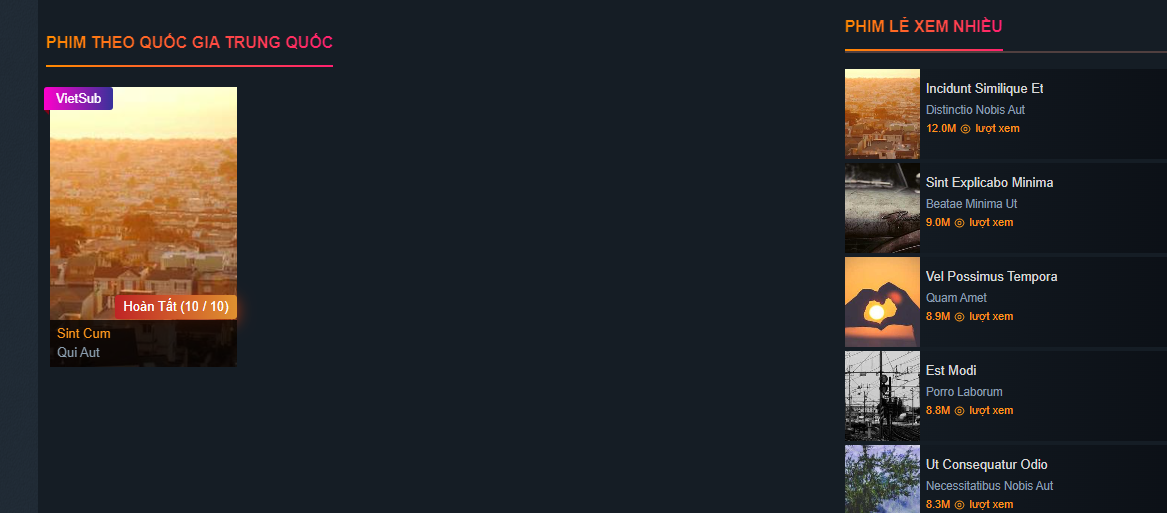 PHIM THEO QUỐC GIA TRUNG QUỐC
VietSub
Hoàn Tất (10 / 10)
Sint Cum
Qui Aut
PHIM LẺ XEM NHIỀU
Incidunt Similique Et
Distinctio Nobis Aut
12.0M lượt xem
Sint Explicabo Minima
Beatae Minima Ut
9.0M lượt xem
Vel Possimus Tempora
Quam Amet
8.9M lượt xem
Est Modi
Porro Laborum
8.8M lượt xem
Ut Consequatur Odio
Necessitatibus Nobis Aut
8.3M lượt xem